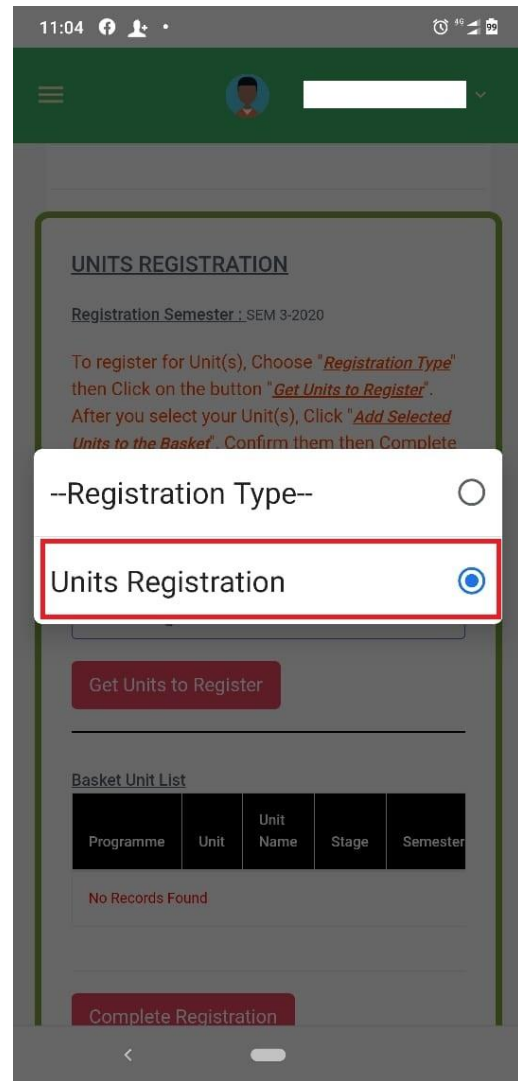 11:04
4G
99
UNITS REGISTRATION
Registration Semester : SEM 3-2020
To register for Unit(s), Choose "Registration Type"
then Click on the button "Get Units to Register".
After you select your Unit(s), Click "Add Selected
Units to the Basket". Confirm them then Complete
--Registration Type--
Units Registration
Get Units to Register
Basket Unit List
Programme Unit Unit Name Stage Semester
No Records Found
Complete Registration